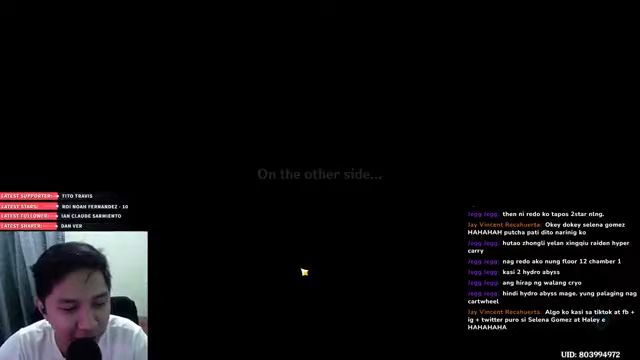 On the other side...
LATEST SUPPORTER: TITO TRAVIS
LATEST STARS: ROI NOAH FERNANDEZ - 10
LATEST FOLLOWER: IAN CLAUDE SARMIENTO
LATEST SHARER: DAN VER
Jegg Jegg: then ni redo ko tapos 2star nlng.
Jay Vincent Recahuerta: Okey dokey selena gomez
HAHAHAH putcha pati dito narinig ko
Jegg Jegg: hutao zhongli yelan xingqiu raiden hyper
carry
Jegg Jegg: nag redo ako nung floor 12 chamber 1
Jegg Jegg: kasi 2 hydro abyss
Jegg Jegg: ang hirap ng walang cryo
Jegg Jegg: hindi hydro abyss mage. yung palaging nag
cartwheel
Jay Vincent Recahuerta: Algo ko kasi sa tiktok at fb +
ig + twitter puro si Selena Gomez at Haley e
HAHAHAHA
UID: 803994972